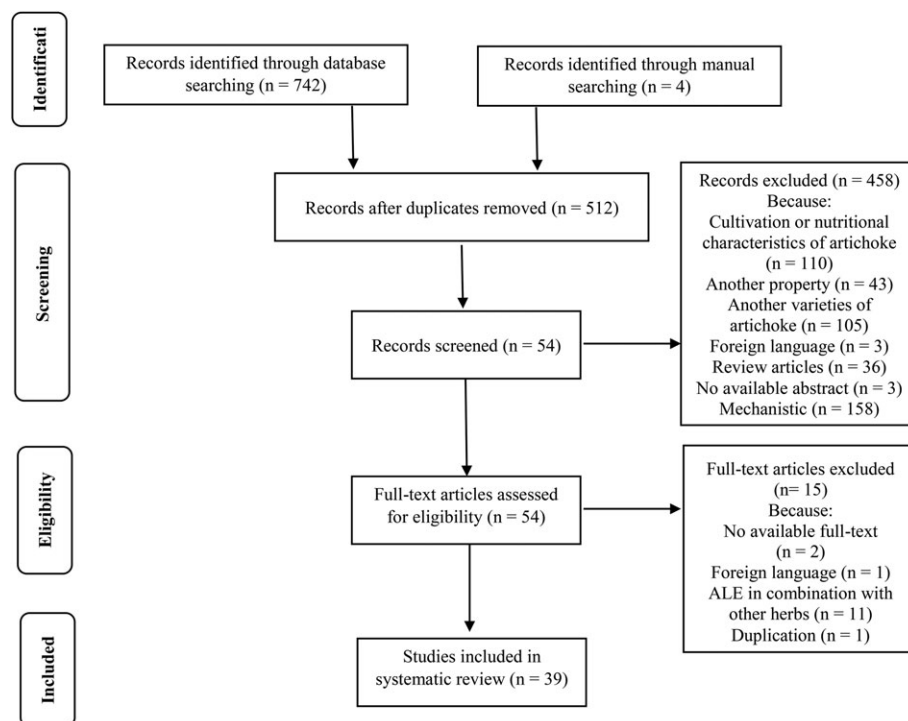 Identificati
Records identified through database
searching (n = 742)
Records identified through manual
searching (n = 4)
Screening
Records after duplicates removed (n = 512)
Records screened (n = 54)
Records excluded (n = 458)
Because:
Cultivation or nutritional
characteristics of artichoke
(n = 110)
Another property (n = 43)
Another varieties of
artichoke (n = 105)
Foreign language (n = 3)
Review articles (n = 36)
No available abstract (n = 3)
Mechanistic (n = 158)
Eligibility
Full-text articles assessed
for eligibility (n = 54)
Full-text articles excluded
(n= 15)
Because:
No available full-text
(n = 2)
Foreign language (n = 1)
ALE in combination with
other herbs (n = 11)
Duplication (n = 1)
Included
Studies included in
systematic review (n = 39)